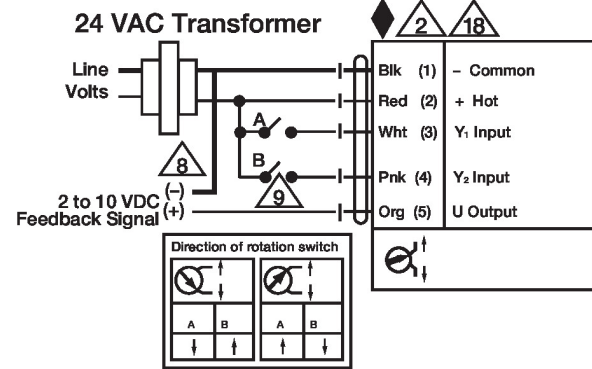 24 VAC Transformer
2 18
Line
Volts
Blk (1) – Common
Red (2) + Hot
A
Wht (3) Y₁ Input
B
8
Pnk (4) Y₂ Input
9
2 to 10 VDC (–)
Feedback Signal (+)
Org (5) U Output
Direction of rotation switch
A B A B